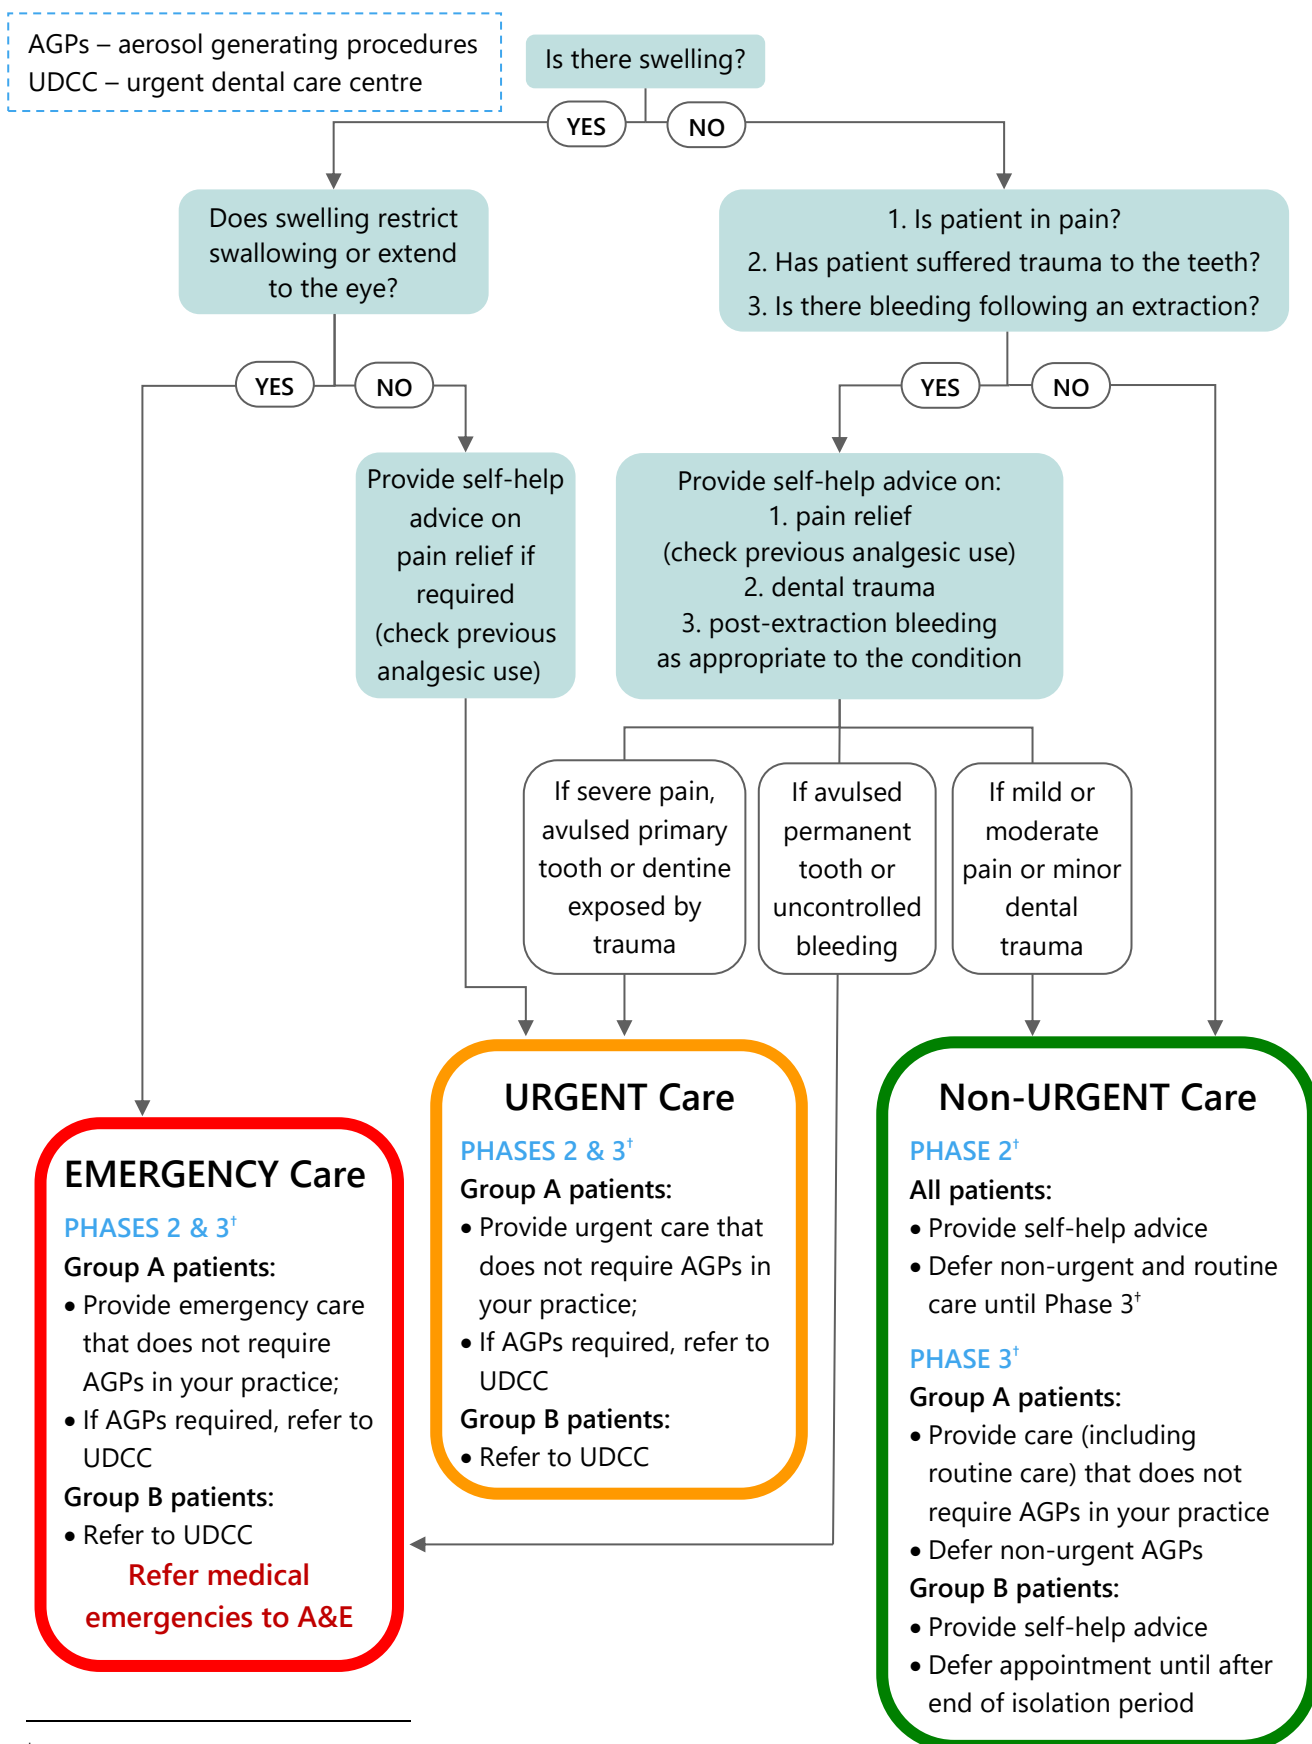 AGPs – aerosol generating procedures
UDCC – urgent dental care centre
Is there swelling?
YES
NO
Does swelling restrict
swallowing or extend
to the eye?
1. Is patient in pain?
2. Has patient suffered trauma to the teeth?
3. Is there bleeding following an extraction?
YES
NO
YES
NO
Provide self-help
advice on
pain relief if
required
(check previous
analgesic use)
Provide self-help advice on:
1. pain relief
(check previous analgesic use)
2. dental trauma
3. post-extraction bleeding
as appropriate to the condition
If severe pain,
avulsed primary
tooth or dentine
exposed by
trauma
If avulsed
permanent
tooth or
uncontrolled
bleeding
If mild or
moderate
pain or minor
dental
trauma
EMERGENCY Care
PHASES 2 & 3†
Group A patients:
• Provide emergency care
that does not require
AGPs in your practice;
• If AGPs required, refer to
UDCC
Group B patients:
• Refer to UDCC
Refer medical
emergencies to A&E
URGENT Care
PHASES 2 & 3†
Group A patients:
• Provide urgent care that
does not require AGPs in
your practice;
• If AGPs required, refer to
UDCC
Group B patients:
• Refer to UDCC
Non-URGENT Care
PHASE 2†
All patients:
• Provide self-help advice
• Defer non-urgent and routine
care until Phase 3†
PHASE 3†
Group A patients:
• Provide care (including
routine care) that does not
require AGPs in your practice
• Defer non-urgent AGPs
Group B patients:
• Provide self-help advice
• Defer appointment until after
end of isolation period